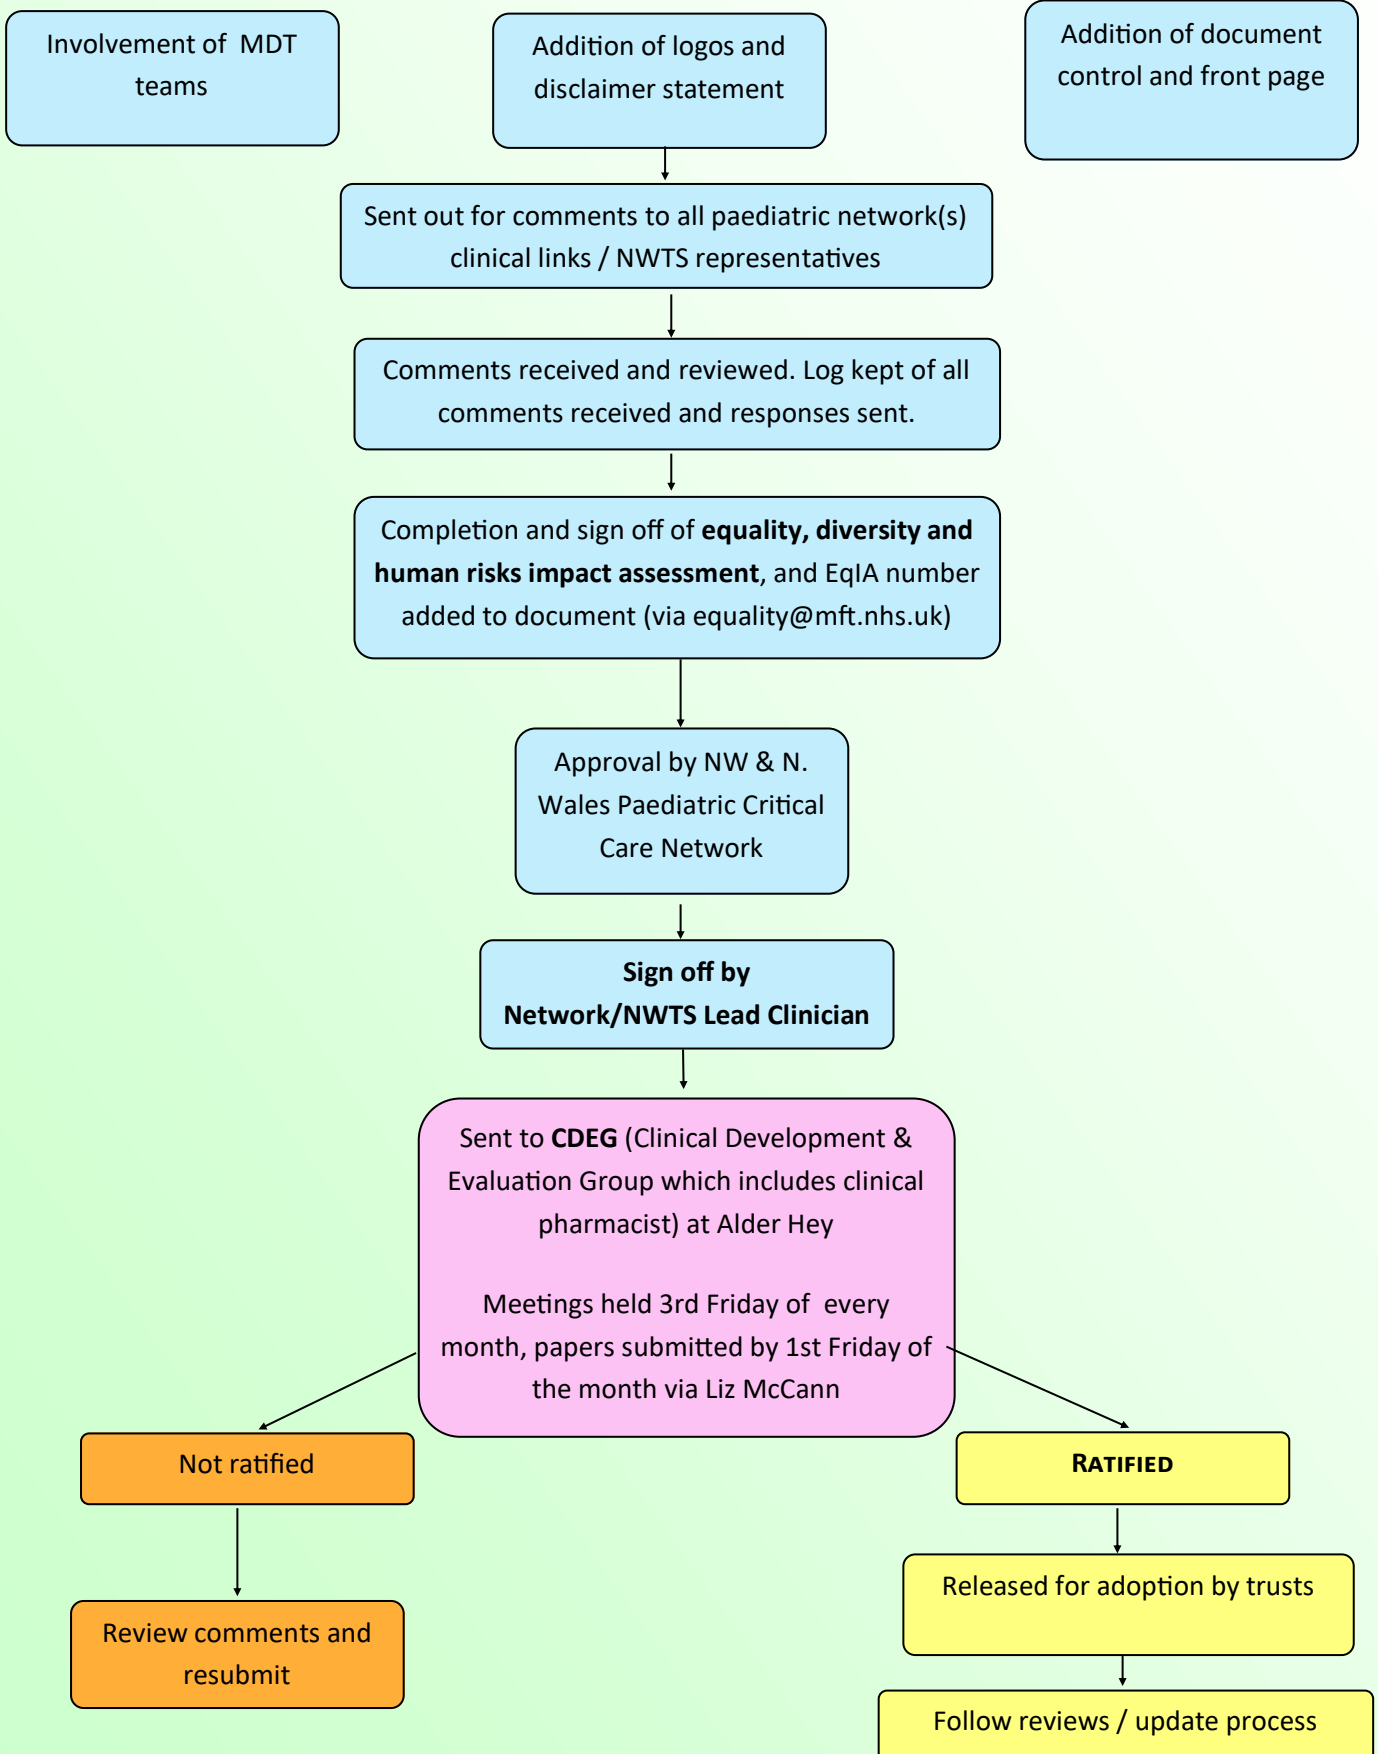 Involvement of  MDT
teams
Addition of logos and
disclaimer statement
Addition of document
control and front page
Sent out for comments to all paediatric network(s)
clinical links / NWTS representatives
Comments received and reviewed. Log kept of all
comments received and responses sent.
Completion and sign off of equality, diversity and
human risks impact assessment, and EqIA number
added to document (via equality@mft.nhs.uk)
Approval by NW & N.
Wales Paediatric Critical
Care Network
Sign off by
Network/NWTS Lead Clinician
Sent to CDEG (Clinical Development &
Evaluation Group which includes clinical
pharmacist) at Alder Hey
Meetings held 3rd Friday of  every
month, papers submitted by 1st Friday of
the month via Liz McCann
Not ratified
Review comments and
resubmit
RATIFIED
Released for adoption by trusts
Follow reviews / update process